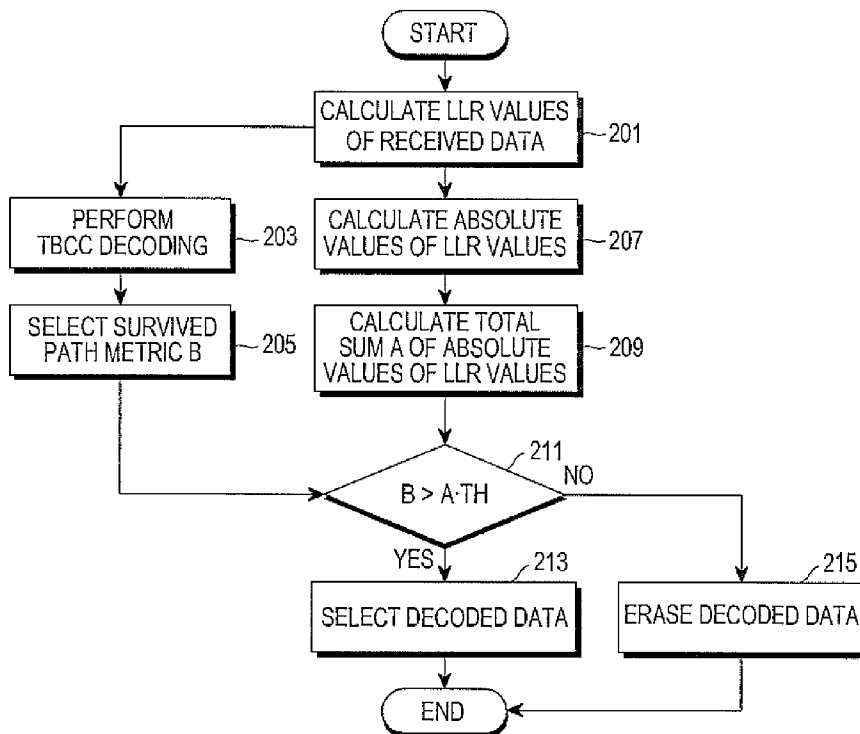 START
CALCULATE LLR VALUES
OF RECEIVED DATA
201
PERFORM
TBCC DECODING
203
CALCULATE ABSOLUTE
VALUES OF LLR VALUES
207
SELECT SURVIVED
PATH METRIC B
205
CALCULATE TOTAL
SUM A OF ABSOLUTE
VALUES OF LLR VALUES
209
211
B > A·TH
NO
YES
213
SELECT DECODED DATA
215
ERASE DECODED DATA
END